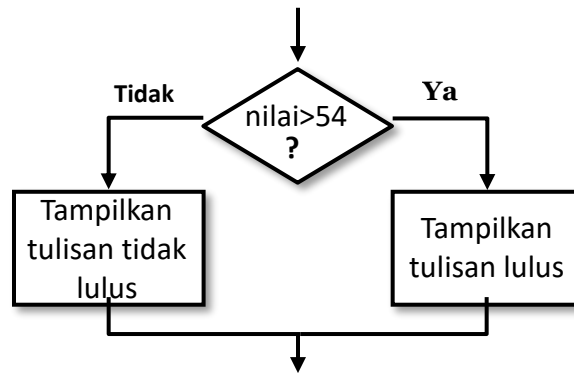 Tidak
Ya
nilai>54
?
Tampilkan
tulisan tidak
lulus
Tampilkan
tulisan lulus